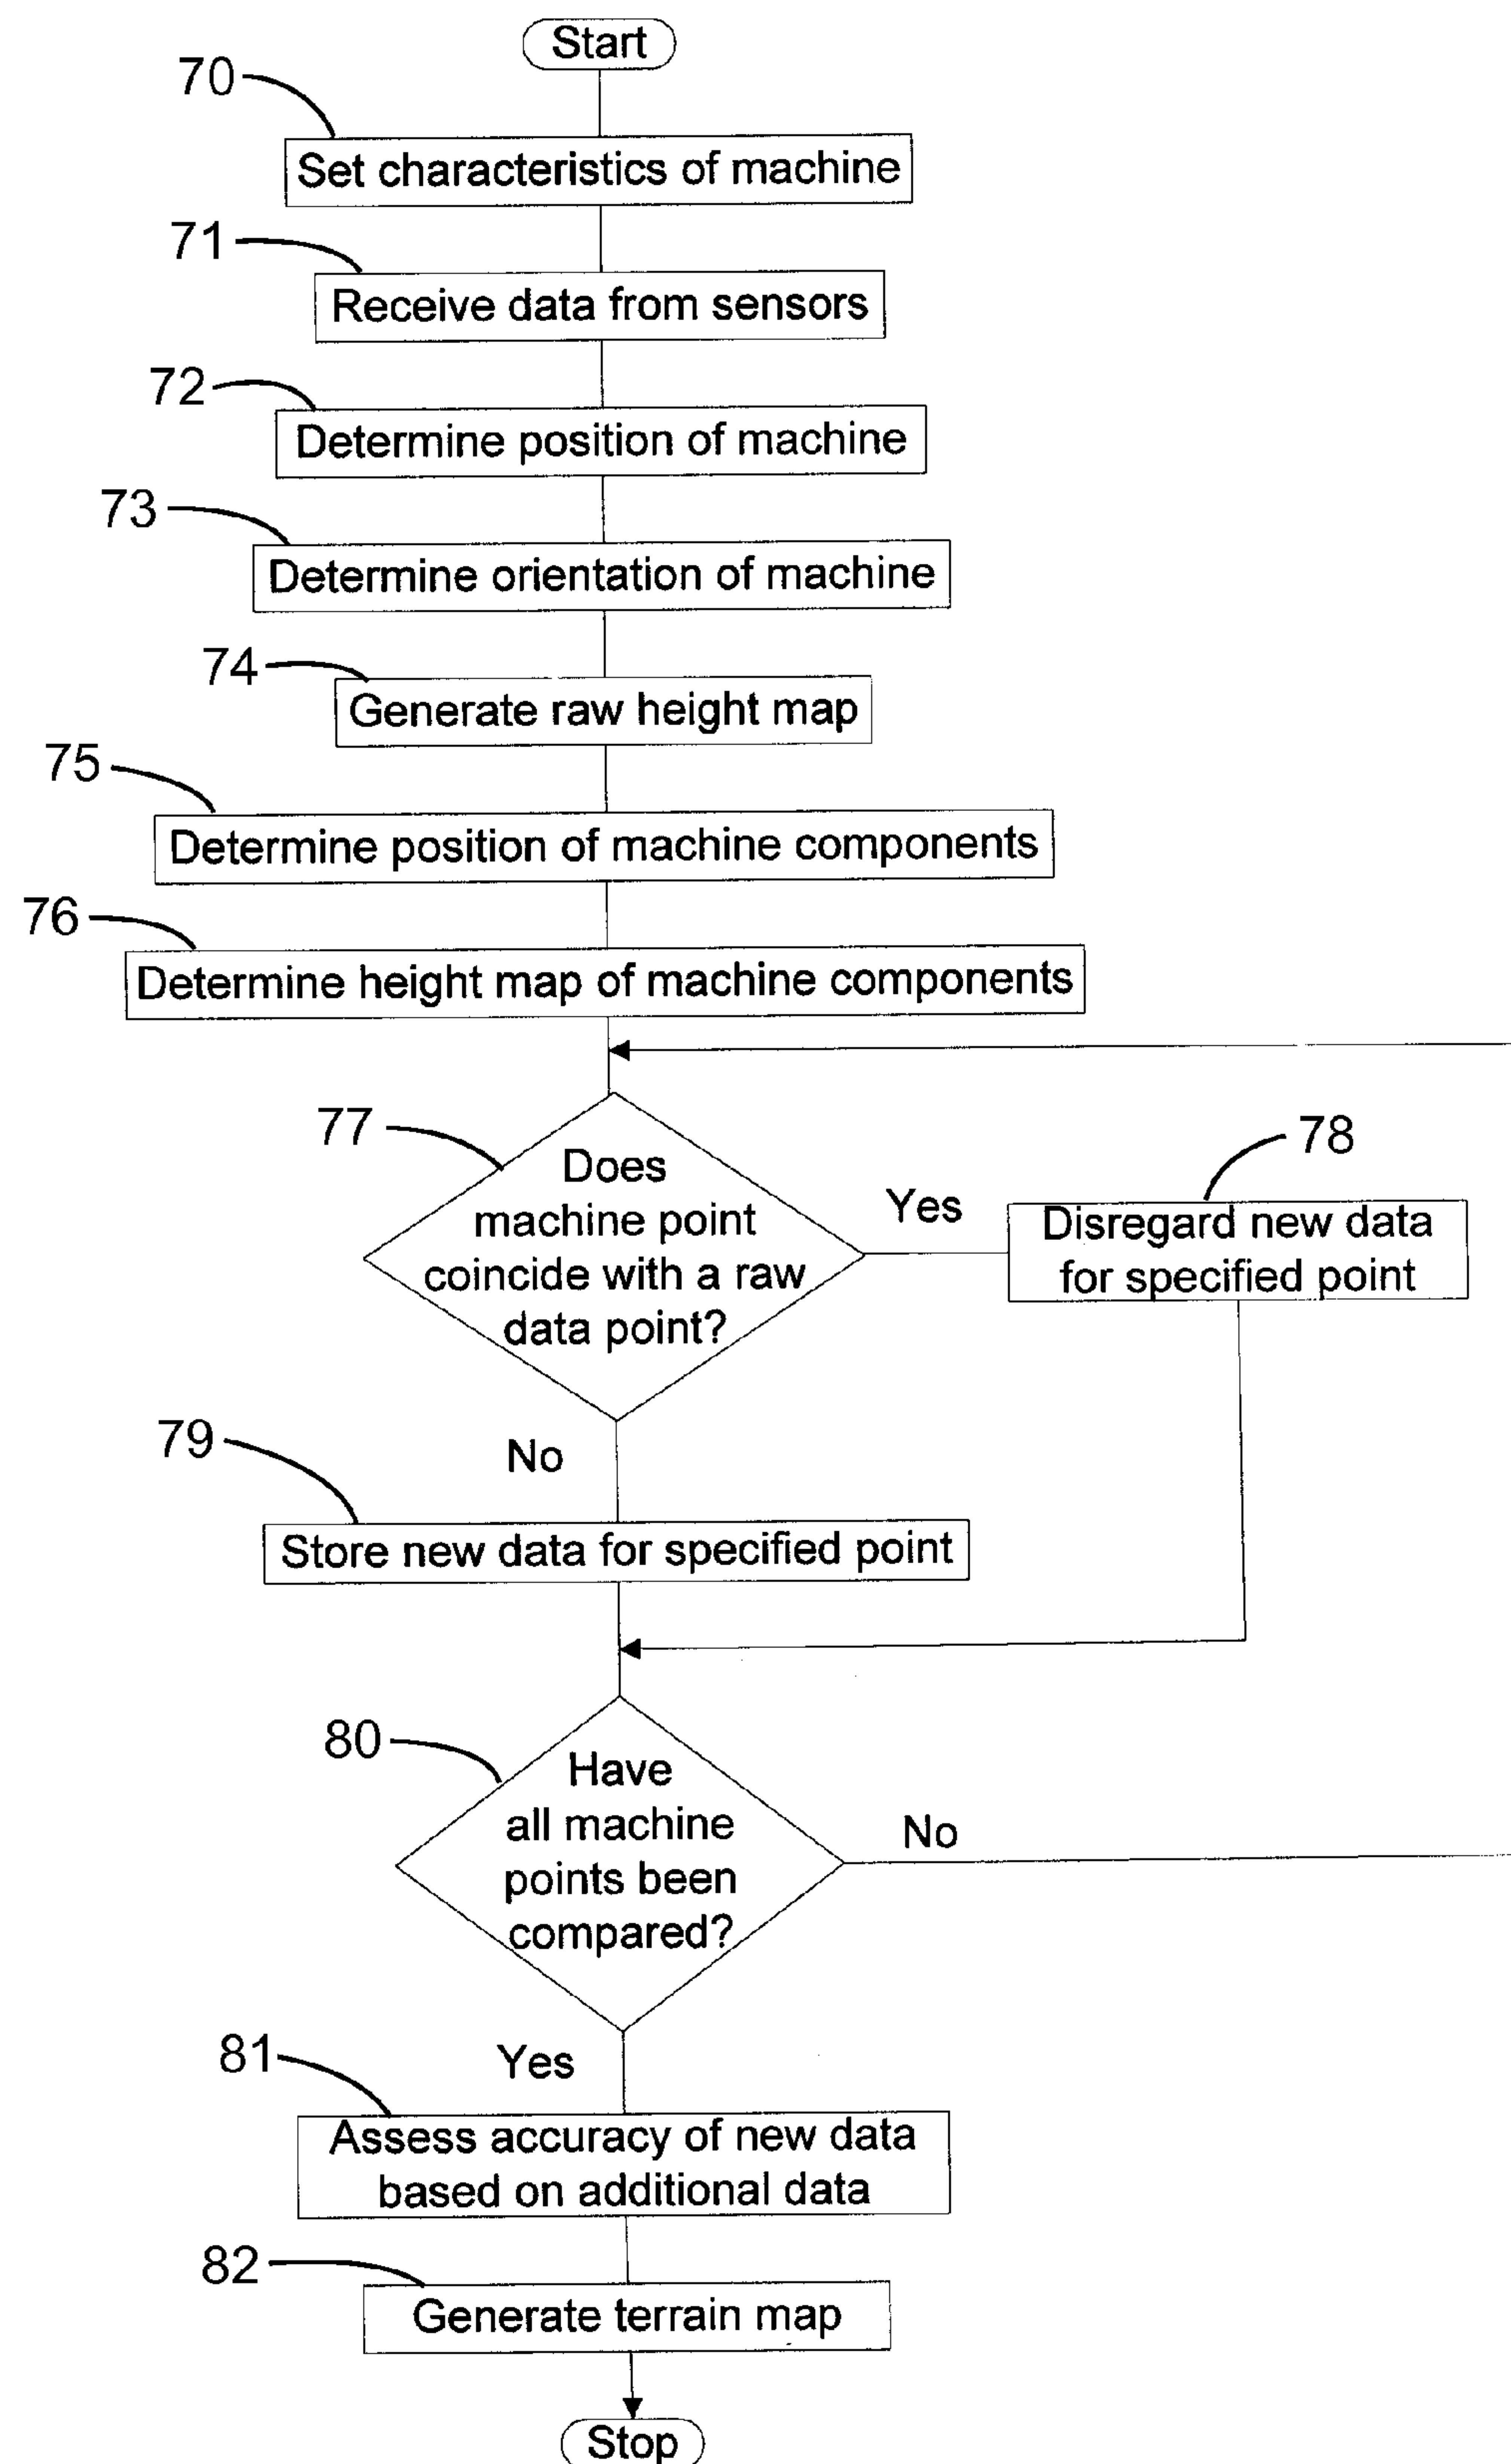 Start
70
Set characteristics of machine
71
Receive data from sensors
72
Determine position of machine
73
Determine orientation of machine
74
Generate raw height map
75
Determine position of machine components
76
Determine height map of machine components
77
Does
machine point
coincide with a raw
data point?
Yes
78
Disregard new data
for specified point
No
79
Store new data for specified point
80
Have
all machine
points been
compared?
No
Yes
81
Assess accuracy of new data
based on additional data
82
Generate terrain map
Stop